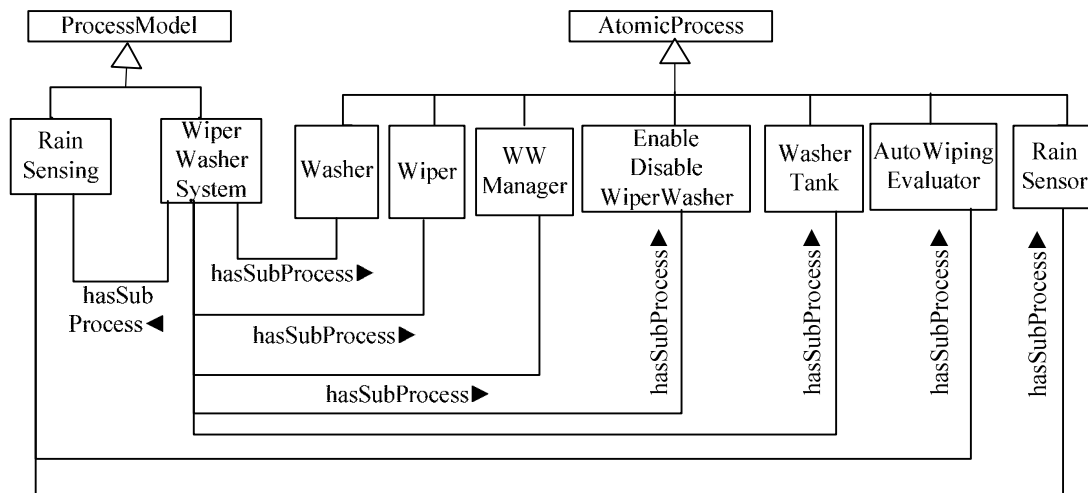 ProcessModel
AtomicProcess
Rain
Sensing
Wiper
Washer
System
Washer
Wiper
WW
Manager
Enable
Disable
WiperWasher
Washer
Tank
AutoWiping
Evaluator
Rain
Sensor
hasSub
Process◀
hasSubProcess▶
hasSubProcess▶
hasSubProcess▶
hasSubProcess▶
hasSubProcess▶
hasSubProcess▶
hasSubProcess▶